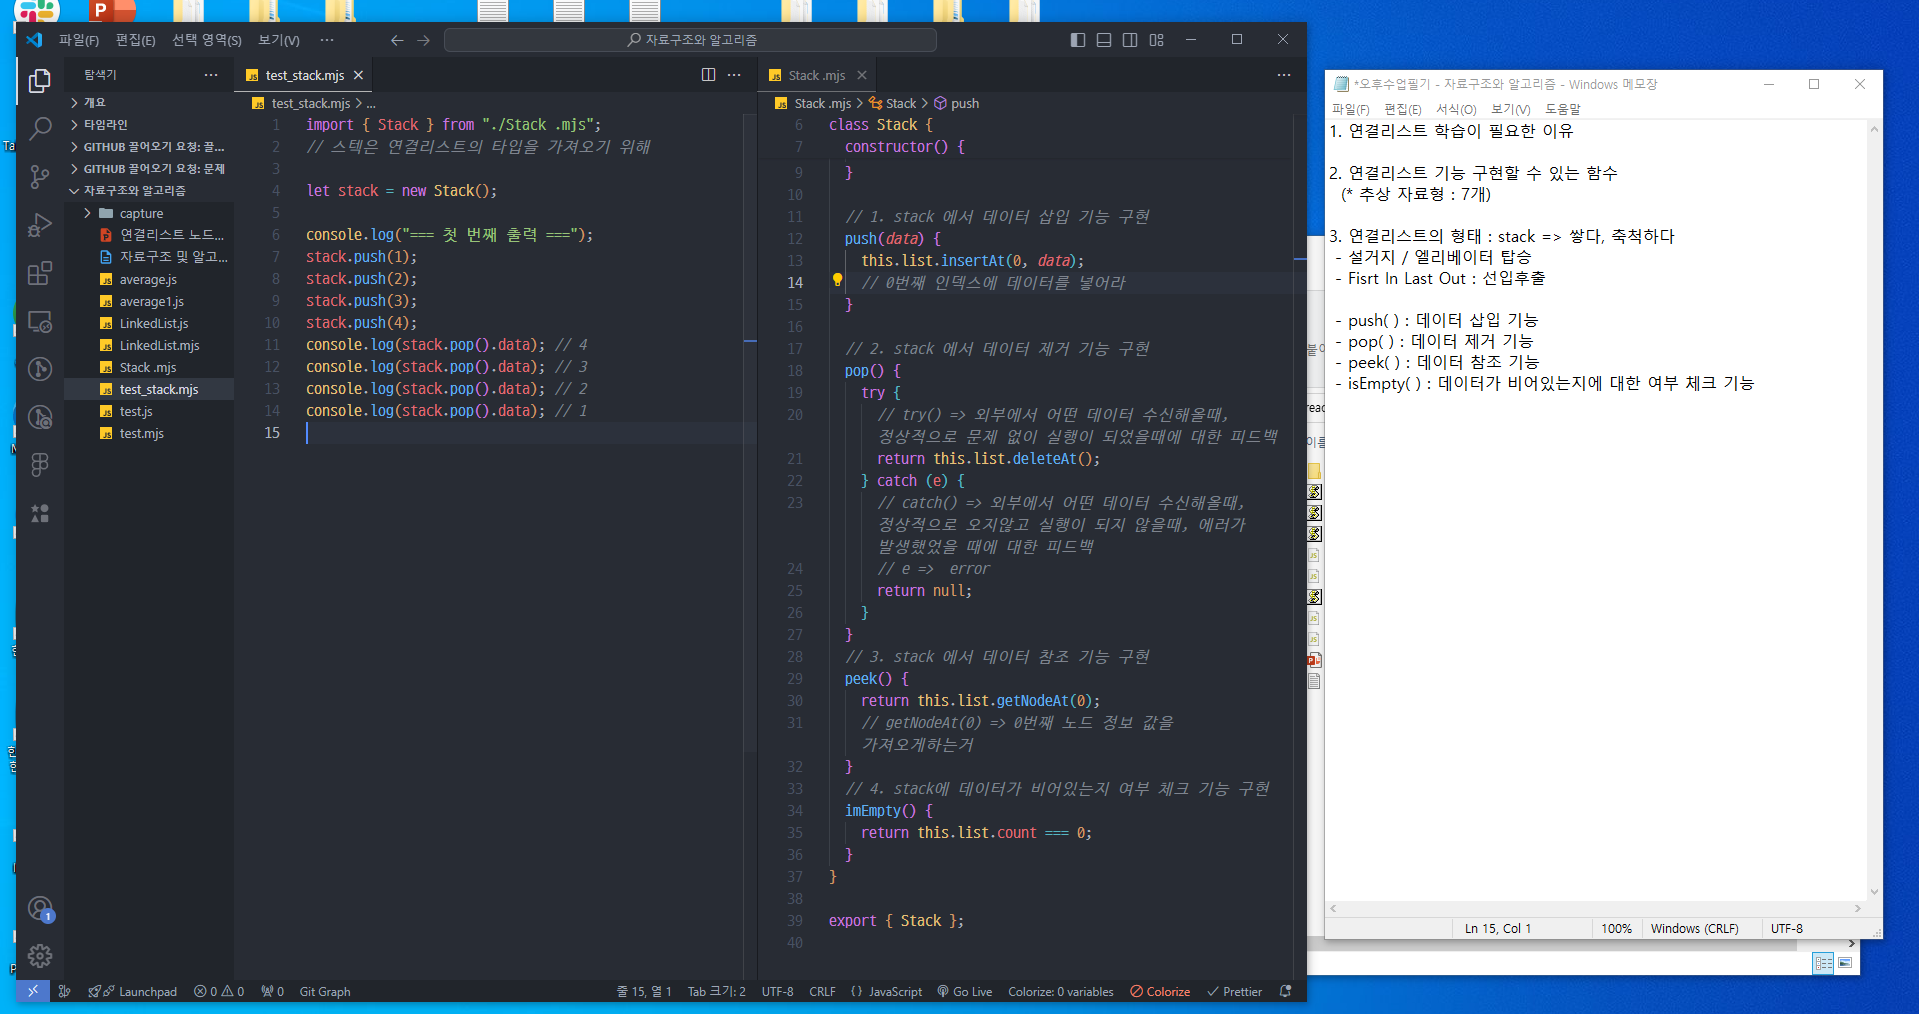 파일(F) 편집(E) 선택 영역(S) 보기(V) ··· 자료구조와 알고리즘
탐색기
개요
타임라인
GITHUB 끌어오기 요청: 끌...
GITHUB 끌어오기 요청: 문제
자료구조와 알고리즘
capture
연결리스트 노드...
자료구조 및 알고...
average.js
average1.js
LinkedList.js
LinkedList.mjs
Stack .mjs
test_stack.mjs
test.js
test.mjs
test_stack.mjs
test_stack.mjs > ...
1 import { Stack } from "./Stack .mjs";
2 // 스텍은 연결리스트의 타입을 가져오기 위해
3
4 let stack = new Stack();
5
6 console.log("=== 첫 번째 출력 ===");
7 stack.push(1);
8 stack.push(2);
9 stack.push(3);
10 stack.push(4);
11 console.log(stack.pop().data); // 4
12 console.log(stack.pop().data); // 3
13 console.log(stack.pop().data); // 2
14 console.log(stack.pop().data); // 1
15
Stack .mjs
Stack .mjs > Stack > push
6 class Stack {
7 constructor() {
9 }
10
11 // 1. stack 에서 데이터 삽입 기능 구현
12 push(data) {
13 this.list.insertAt(0, data);
14 // 0번째 인덱스에 데이터를 넣어라
15 }
16
17 // 2. stack 에서 데이터 제거 기능 구현
18 pop() {
19 try {
20 // try() => 외부에서 어떤 데이터 수신해올때,
정상적으로 문제 없이 실행이 되었을때에 대한 피드백
21 return this.list.deleteAt();
22 } catch (e) {
23 // catch() => 외부에서 어떤 데이터 수신해올때,
정상적으로 오지않고 실행이 되지 않을때, 에러가
발생했었을 때에 대한 피드백
24 // e => error
25 return null;
26 }
27 }
28 // 3. stack 에서 데이터 참조 기능 구현
29 peek() {
30 return this.list.getNodeAt(0);
31 // getNodeAt(0) => 0번째 노드 정보 값을
가져오게하는거
32 }
33 // 4. stack에 데이터가 비어있는지 여부 체크 기능 구현
34 imEmpty() {
35 return this.list.count === 0;
36 }
37 }
38
39 export { Stack };
40
1
Launchpad 0 0 0 Git Graph 줄 15, 열 1 Tab 크기: 2 UTF-8 CRLF {} JavaScript Go Live Colorize: 0 variables Colorize Prettier
*오후수업필기 - 자료구조와 알고리즘 - Windows 메모장
파일(F) 편집(E) 서식(O) 보기(V) 도움말
1. 연결리스트 학습이 필요한 이유
2. 연결리스트 기능 구현할 수 있는 함수
(* 추상 자료형 : 7개)
3. 연결리스트의 형태 : stack => 쌓다, 축척하다
- 설거지 / 엘리베이터 탑승
- Fisrt In Last Out : 선입후출
- push( ) : 데이터 삽입 기능
- pop( ) : 데이터 제거 기능
- peek( ) : 데이터 참조 기능
- isEmpty( ) : 데이터가 비어있는지에 대한 여부 체크 기능
Ln 15, Col 1 100% Windows (CRLF) UTF-8